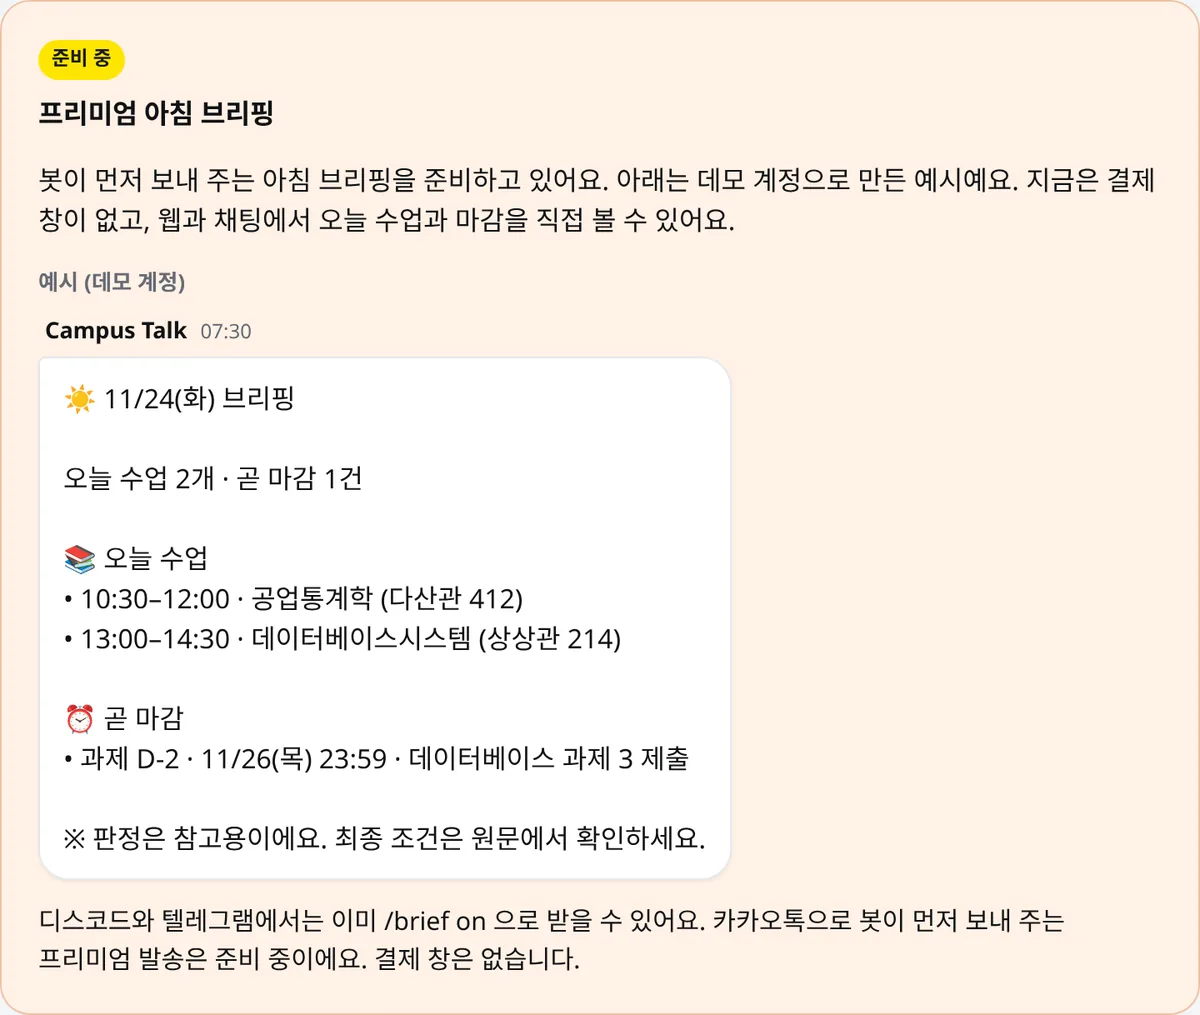 준비 중
프리미엄 아침 브리핑
봇이 먼저 보내 주는 아침 브리핑을 준비하고 있어요. 아래는 데모 계정으로 만든 예시예요. 지금은 결제
창이 없고, 웹과 채팅에서 오늘 수업과 마감을 직접 볼 수 있어요.
예시 (데모 계정)
Campus Talk 07:30
☀️ 11/24(화) 브리핑
오늘 수업 2개 · 곧 마감 1건
📚 오늘 수업
• 10:30–12:00 · 공업통계학 (다산관 412)
• 13:00–14:30 · 데이터베이스시스템 (상상관 214)
⏰ 곧 마감
• 과제 D-2 · 11/26(목) 23:59 · 데이터베이스 과제 3 제출
※ 판정은 참고용이에요. 최종 조건은 원문에서 확인하세요.
디스코드와 텔레그램에서는 이미 /brief on 으로 받을 수 있어요. 카카오톡으로 봇이 먼저 보내 주는
프리미엄 발송은 준비 중이에요. 결제 창은 없습니다.